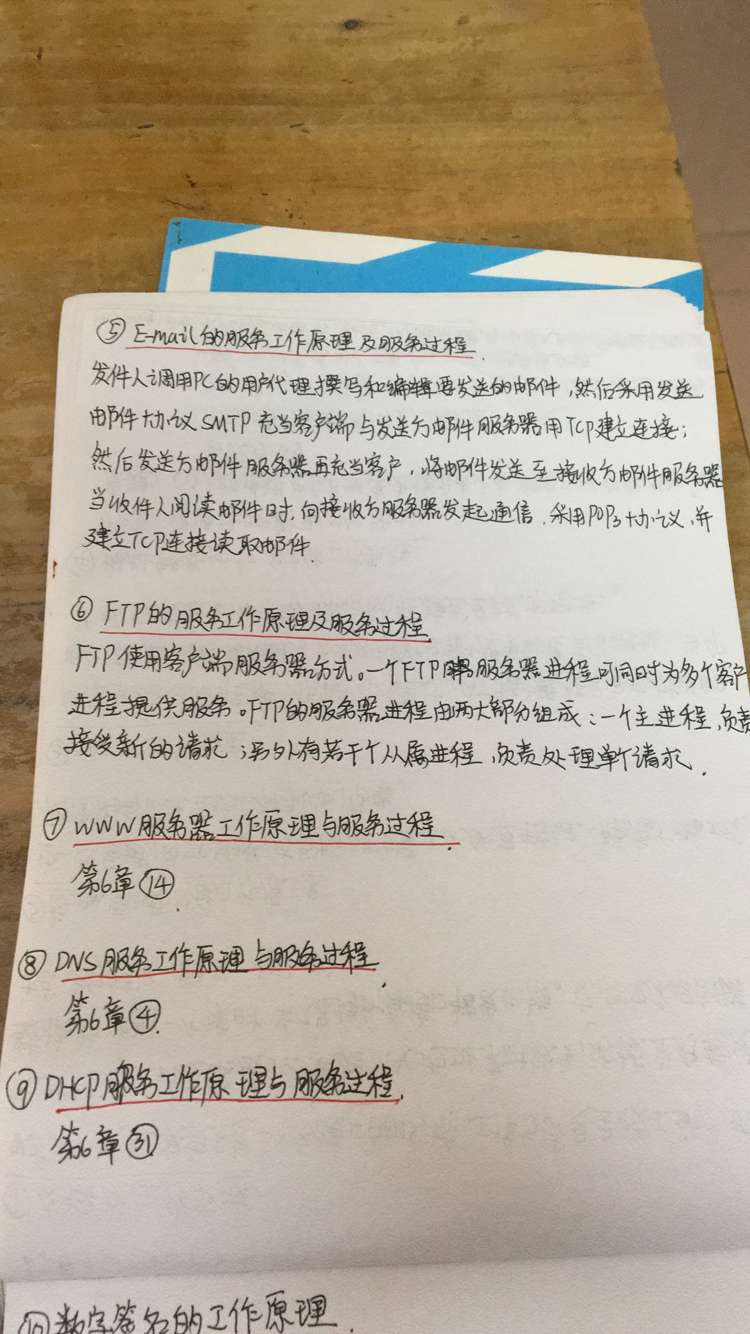 ⑤ E-mail的服务工作原理及服务过程.
发件人调用PC的用户代理撰写和编辑要发送的邮件,然后采用发送
邮件协议SMTP充当客户端与发送方邮件服务器用TCP建立连接;
然后发送方邮件服务器再充当客户,将邮件发送至接收方邮件服务器
当收件人阅读邮件时,向接收方服务器发起通信,采用POP3协议,并
建立TCP连接读取邮件.
⑥ FTP的服务工作原理及服务过程
FTP使用客户端服务器方式。一个FTP服务器进程可同时为多个客户
进程提供服务。FTP的服务器进程由两大部分组成:一个主进程,负责
接受新的请求;另外有若干个从属进程,负责处理单个请求.
⑦ WWW服务器工作原理与服务过程.
第6章⑭.
⑧ DNS服务工作原理与服务过程.
第6章④.
⑨ DHCP服务工作原理与服务过程.
第6章㉛
⑩数字签名的工作原理.